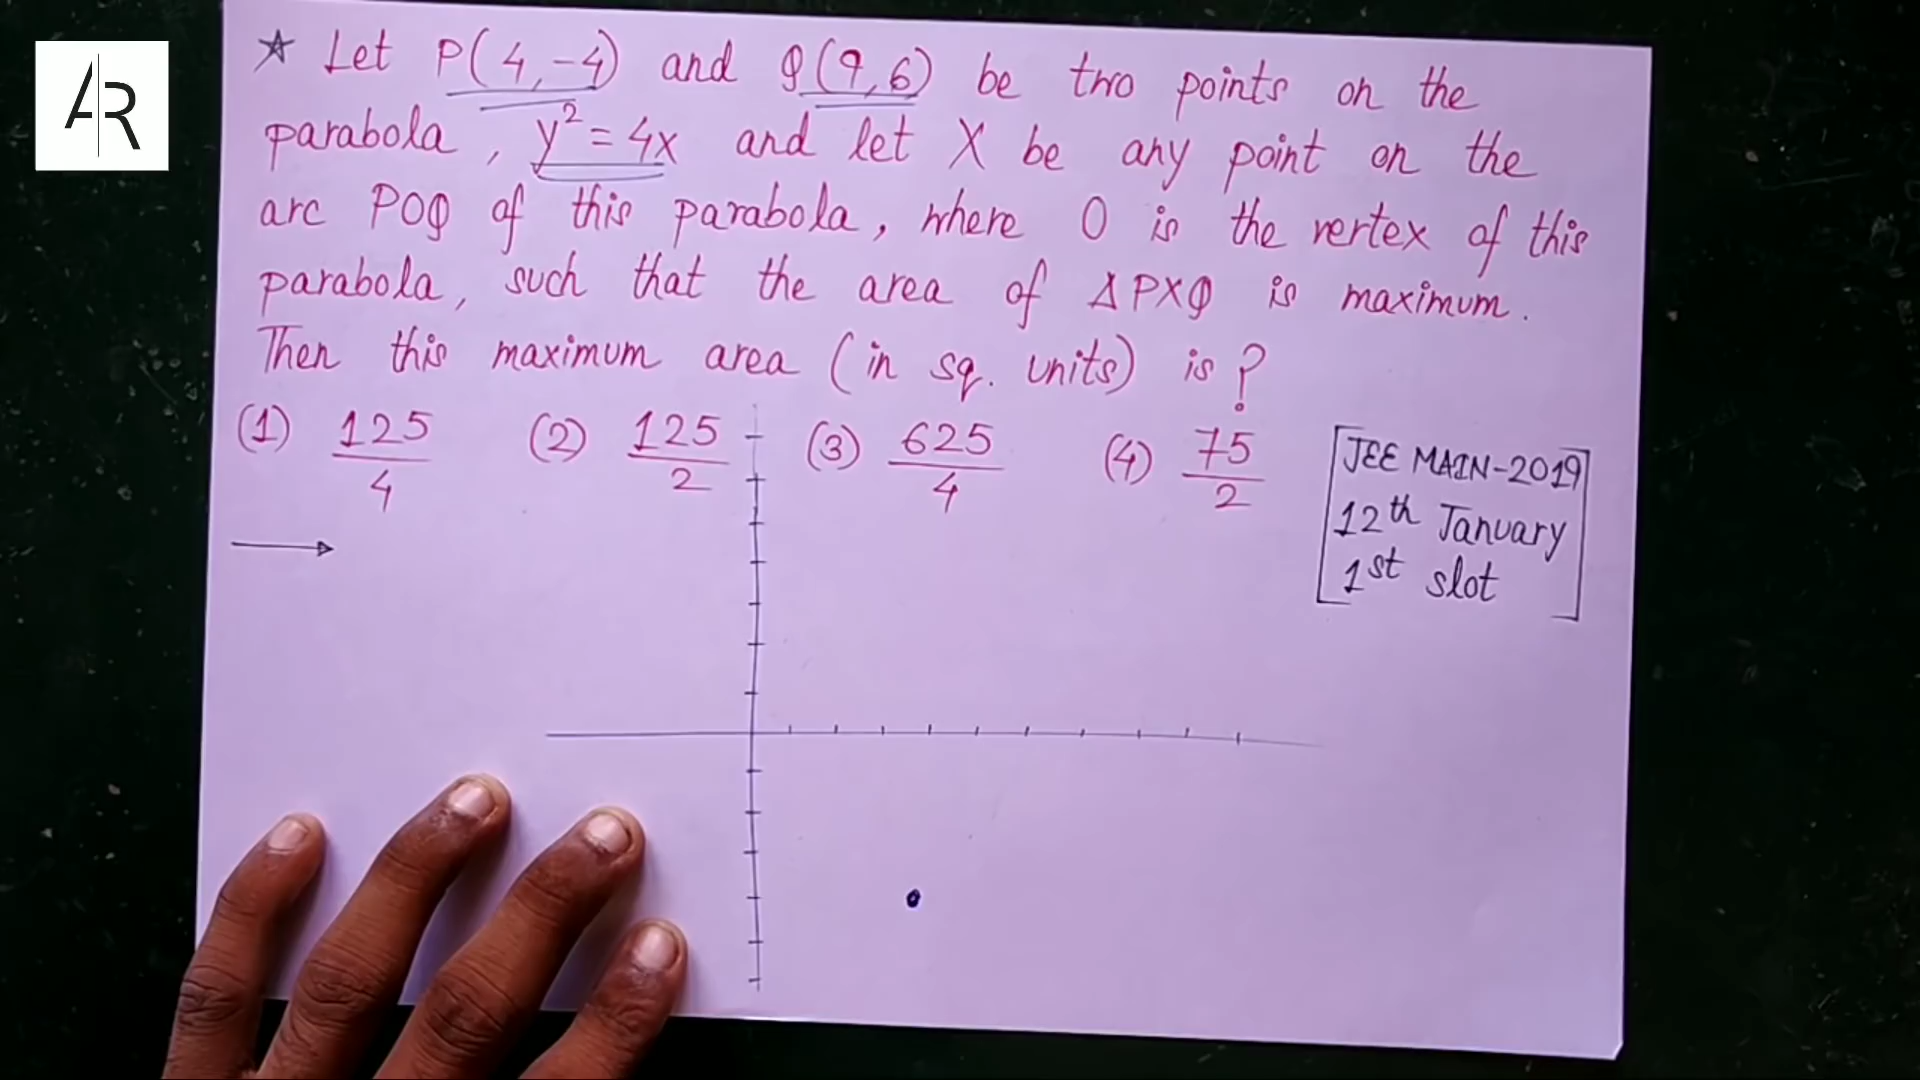 AR
☆ Let P(4,-4) and Q(9,6) be two points on the
parabola, y² = 4x and let X be any point on the
arc POQ of this parabola, where O is the vertex of this
parabola, such that the area of ΔPXQ is maximum.
Then this maximum area (in sq. units) is ?
(1) 125/4 (2) 125/2 (3) 625/4 (4) 75/2
[JEE MAIN-2019
12th January
1st slot]